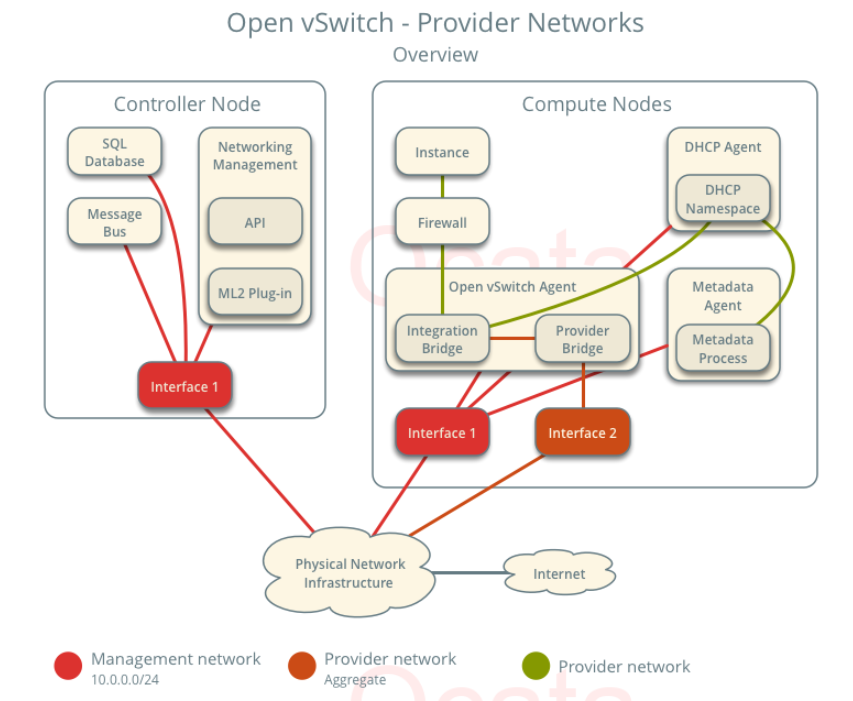 Open vSwitch - Provider Networks
Overview
Controller Node
SQL
Database
Message
Bus
Networking
Management
API
ML2 Plug-in
Interface 1
Compute Nodes
Instance
Firewall
Open vSwitch Agent
Integration
Bridge
Provider
Bridge
DHCP Agent
DHCP
Namespace
Metadata
Agent
Metadata
Process
Interface 1
Interface 2
Physical Network
Infrastructure
Internet
Management network
10.0.0.0/24
Provider network
Aggregate
Provider network